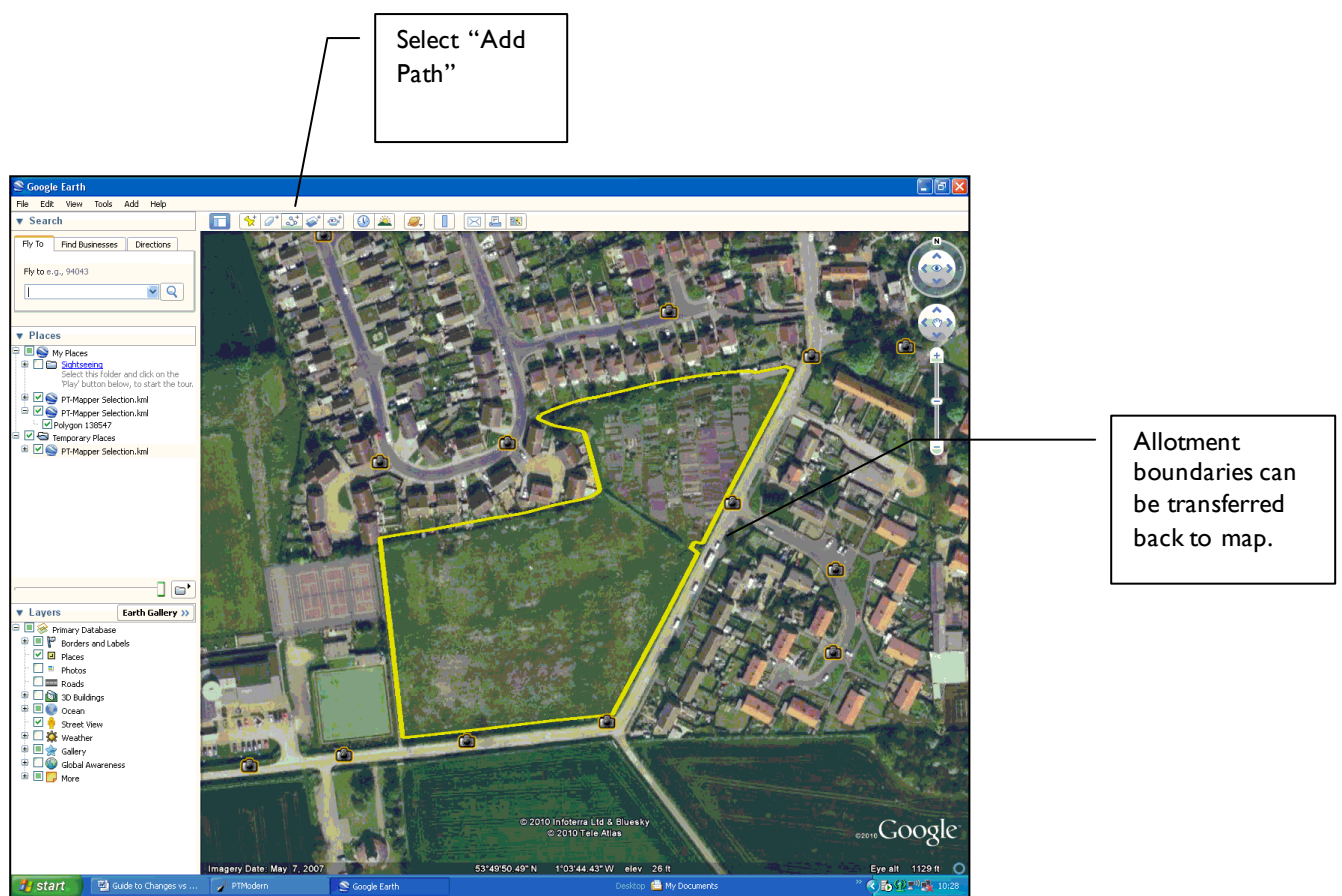 Select “Add
Path”
Google Earth
File Edit View Tools Add Help
Search
Fly To Find Businesses Directions
Fly to e.g., 94043
Places
My Places
Sightseeing
Select this folder and click on the
'Play' button below, to start the tour.
PT-Mapper Selection.kml
PT-Mapper Selection.kml
Polygon 138547
Temporary Places
PT-Mapper Selection.kml
Layers Earth Gallery >>
Primary Database
Borders and Labels
Places
Photos
Roads
3D Buildings
Ocean
Street View
Weather
Gallery
Global Awareness
More
N
Allotment
boundaries can
be transferred
back to map.
© 2010 Infoterra Ltd & Bluesky
© 2010 Tele Atlas
©2010 Google
Imagery Date: May 7, 2007 53°49'50.49" N 1°03'44.43" W elev 26 ft Eye alt 1129 ft
start Guide to Changes vs ... PTModern Google Earth Desktop My Documents 10:28